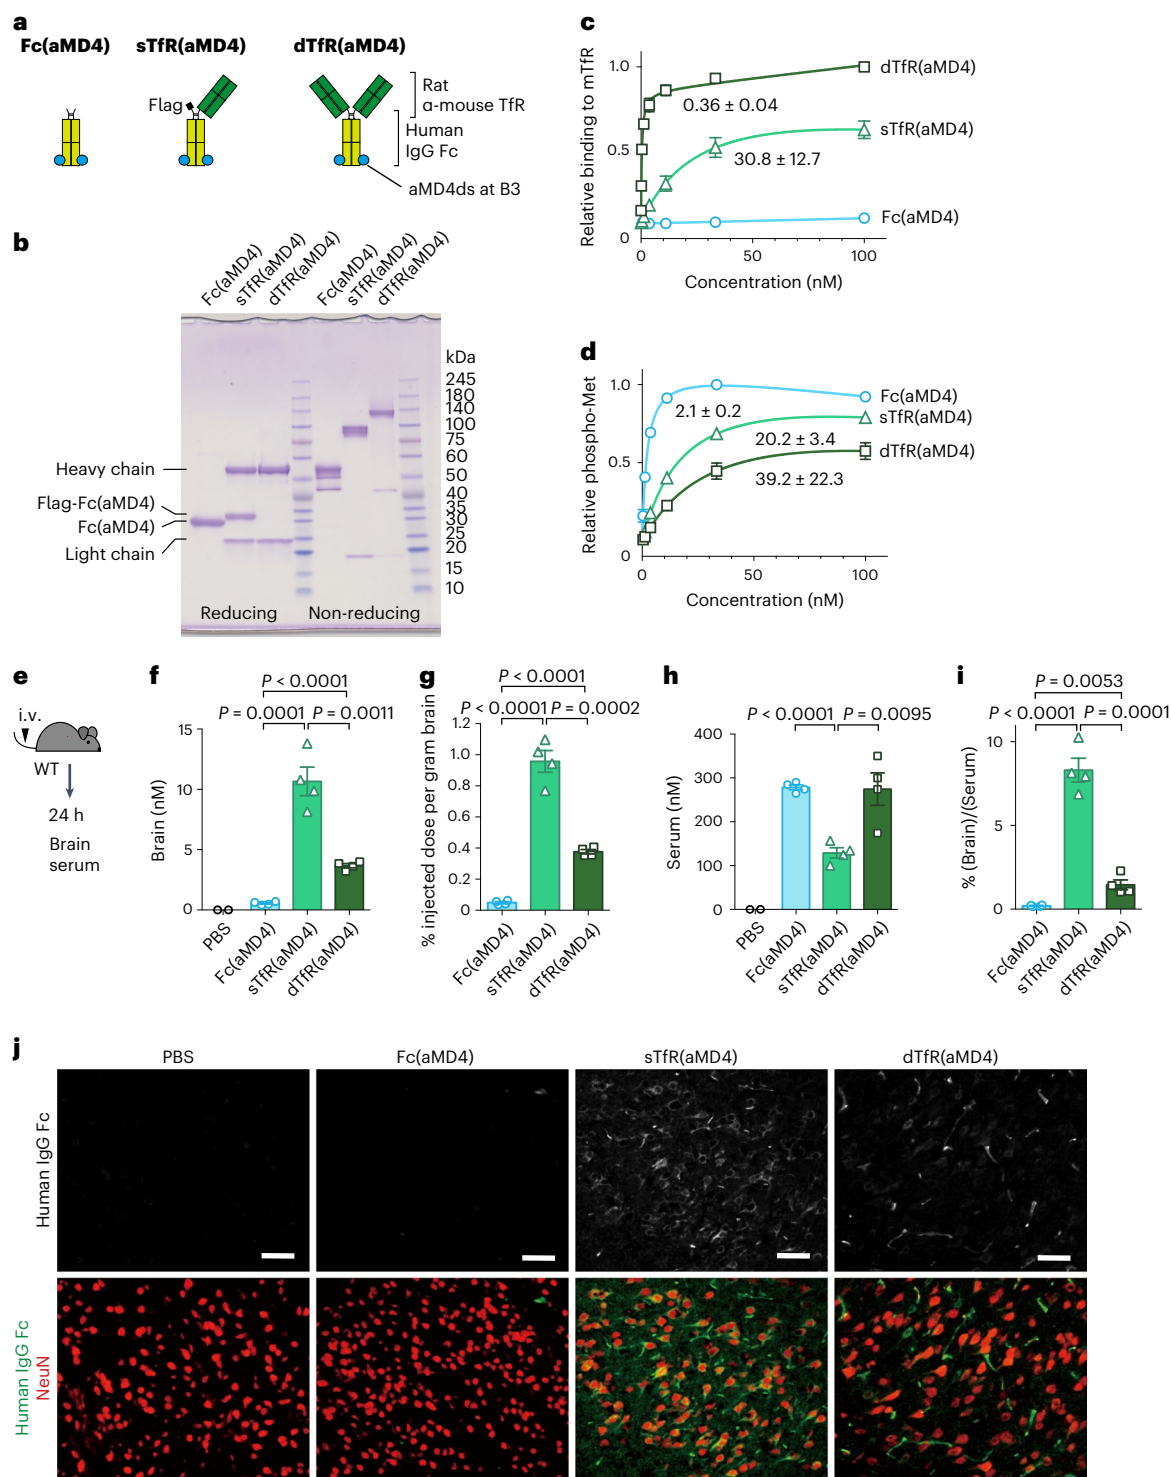 a
Fc(aMD4)
sTfR(aMD4)
dTfR(aMD4)
Flag
Rat
α-mouse TfR
Human
IgG Fc
aMD4ds at B3
b
Fc(aMD4)
sTfR(aMD4)
dTfR(aMD4)
Fc(aMD4)
sTfR(aMD4)
dTfR(aMD4)
kDa
245
180
140
100
75
60
50
40
35
30
25
20
15
10
Heavy chain
Flag-Fc(aMD4)
Fc(aMD4)
Light chain
Reducing
Non-reducing
c
Relative binding to mTfR
1.0
0.5
0
0
50
100
Concentration (nM)
dTfR(aMD4)
0.36 ± 0.04
sTfR(aMD4)
30.8 ± 12.7
Fc(aMD4)
d
Relative phospho-Met
1.0
0.5
0
0
50
100
Concentration (nM)
Fc(aMD4)
2.1 ± 0.2
sTfR(aMD4)
20.2 ± 3.4
dTfR(aMD4)
39.2 ± 22.3
e
i.v.
WT
24 h
Brain
serum
f
P < 0.0001
P = 0.0001
P = 0.0011
Brain (nM)
15
10
5
0
PBS
Fc(aMD4)
sTfR(aMD4)
dTfR(aMD4)
g
P < 0.0001
P < 0.0001
P = 0.0002
% injected dose per gram brain
1.2
1.0
0.8
0.6
0.4
0.2
0
Fc(aMD4)
sTfR(aMD4)
dTfR(aMD4)
h
P < 0.0001
P = 0.0095
Serum (nM)
400
300
200
100
0
PBS
Fc(aMD4)
sTfR(aMD4)
dTfR(aMD4)
i
P = 0.0053
P < 0.0001
P = 0.0001
% (Brain)/(Serum)
10
5
0
Fc(aMD4)
sTfR(aMD4)
dTfR(aMD4)
j
PBS
Fc(aMD4)
sTfR(aMD4)
dTfR(aMD4)
Human IgG Fc
Human IgG Fc
NeuN